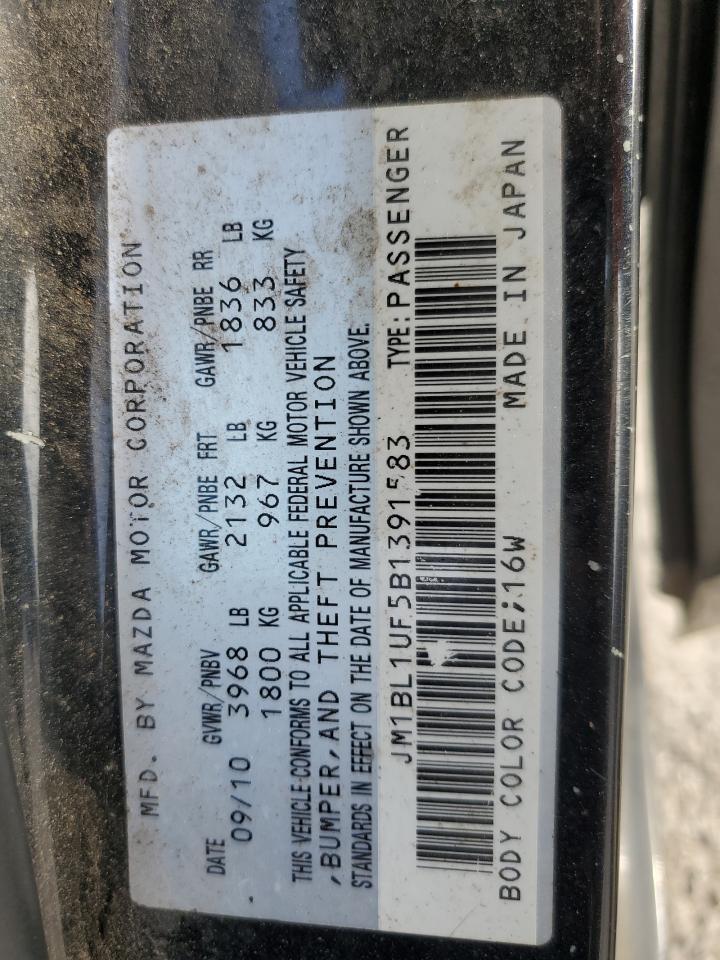 MFD. BY MAZDA MOTOR CORPORATION
DATE GVWR/PNBV GAWR/PNBE FRT GAWR/PNBE RR
09/10 3968 LB 2132 LB 1836 LB
1800 KG 967 KG 833 KG
THIS VEHICLE CONFORMS TO ALL APPLICABLE FEDERAL MOTOR VEHICLE SAFETY
,BUMPER,AND THEFT PREVENTION
STANDARDS IN EFFECT ON THE DATE OF MANUFACTURE SHOWN ABOVE.
JM1BL1UF5B1391583 TYPE:PASSENGER
BODY COLOR CODE;16W MADE IN JAPAN